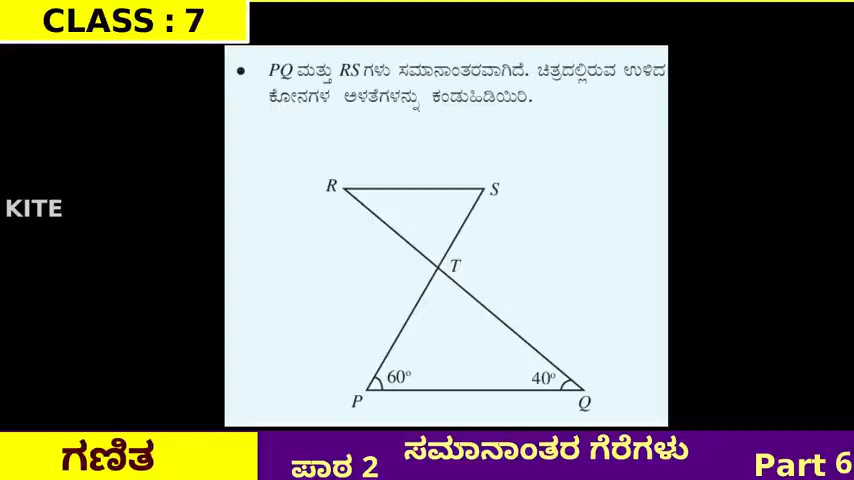 CLASS : 7
• PQ ಮತ್ತು RS ಗಳು ಸಮಾನಾಂತರವಾಗಿದೆ. ಚಿತ್ರದಲ್ಲಿರುವ ಉಳಿದ
ಕೋನಗಳ ಅಳತೆಗಳನ್ನು ಕಂಡುಹಿಡಿಯಿರಿ.
R S
KITE
T
60° 40°
P Q
ಗಣಿತ ಪಾಠ 2 ಸಮಾನಾಂತರ ಗೆರೆಗಳು Part 6